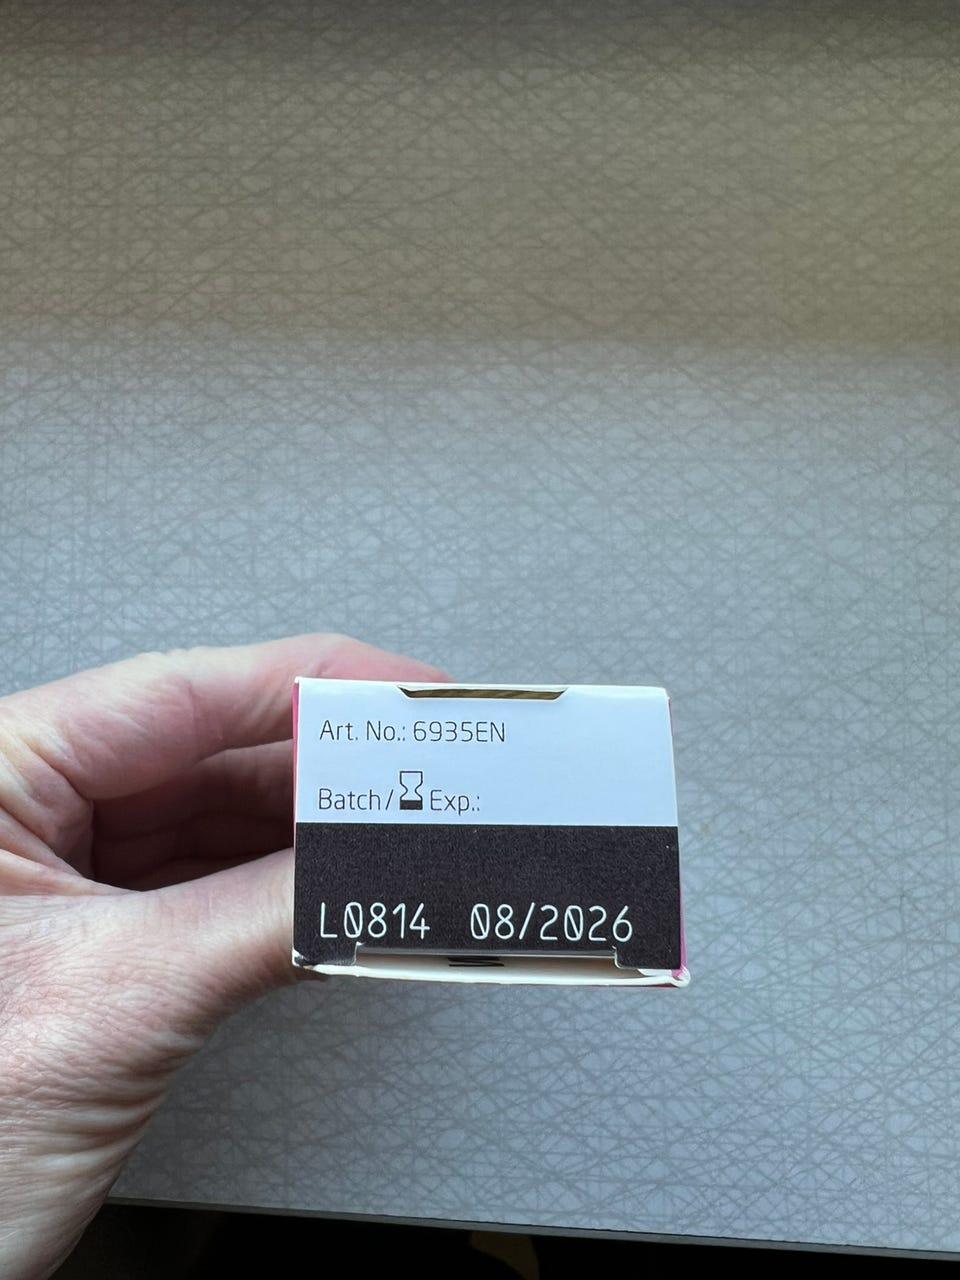 Art. No.: 6935EN
Batch/ Exp.:
L0814 08/2026